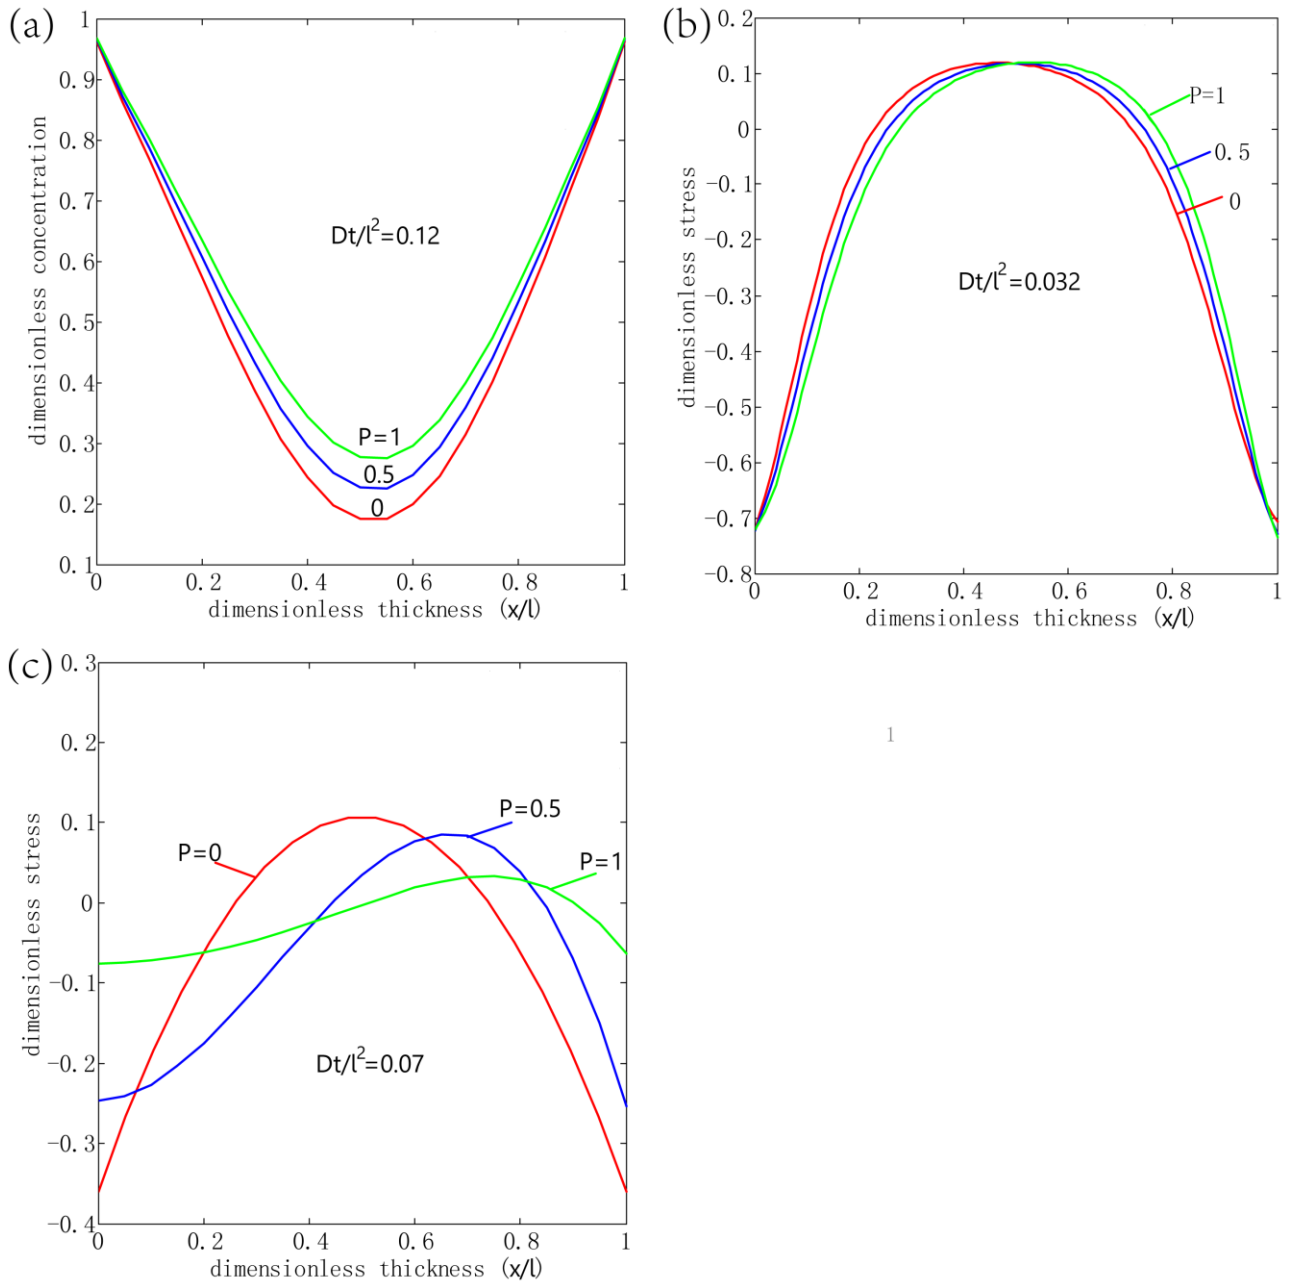 (a)
1
0.9
0.8
0.7
0.6
0.5
0.4
0.3
0.2
0.1
dimensionless concentration
Dt/l²=0.12
P=1
0.5
0
0 0.2 0.4 0.6 0.8 1
dimensionless thickness (x/l)
(b)
0.2
0.1
0
-0.1
-0.2
-0.3
-0.4
-0.5
-0.6
-0.7
-0.8
dimensionless stress
P=1
0.5
0
Dt/l²=0.032
0 0.2 0.4 0.6 0.8 1
dimensionless thickness (x/l)
(c)
0.3
0.2
0.1
0
-0.1
-0.2
-0.3
-0.4
dimensionless stress
P=0
P=0.5
P=1
Dt/l²=0.07
0 0.2 0.4 0.6 0.8 1
dimensionless thickness (x/l)
1